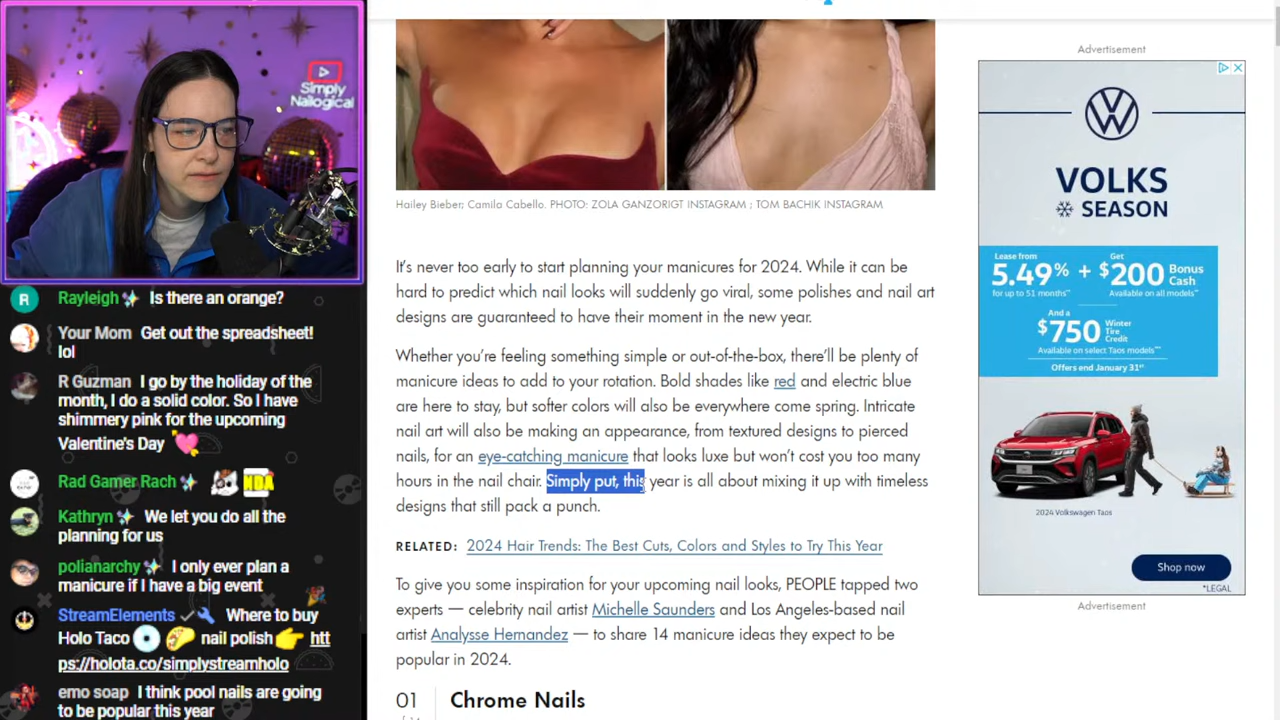 Simply
Nailogical
R Rayleigh Is there an orange?
Your Mom Get out the spreadsheet!
lol
R Guzman I go by the holiday of the
month, I do a solid color. So I have
shimmery pink for the upcoming
Valentine's Day
Rad Gamer Rach
Kathryn We let you do all the
planning for us
polianarchy I only ever plan a
manicure if I have a big event
StreamElements Where to buy
Holo Taco nail polish htt
ps://holota.co/simplystreamholo
emo soap I think pool nails are going
to be popular this year
Hailey Bieber; Camila Cabello. PHOTO: ZOLA GANZORIGT INSTAGRAM ; TOM BACHIK INSTAGRAM
It's never too early to start planning your manicures for 2024. While it can be
hard to predict which nail looks will suddenly go viral, some polishes and nail art
designs are guaranteed to have their moment in the new year.
Whether you're feeling something simple or out-of-the-box, there'll be plenty of
manicure ideas to add to your rotation. Bold shades like red and electric blue
are here to stay, but softer colors will also be everywhere come spring. Intricate
nail art will also be making an appearance, from textured designs to pierced
nails, for an eye-catching manicure that looks luxe but won't cost you too many
hours in the nail chair. Simply put, this year is all about mixing it up with timeless
designs that still pack a punch.
RELATED: 2024 Hair Trends: The Best Cuts, Colors and Styles to Try This Year
To give you some inspiration for your upcoming nail looks, PEOPLE tapped two
experts — celebrity nail artist Michelle Saunders and Los Angeles-based nail
artist Analysse Hernandez — to share 14 manicure ideas they expect to be
popular in 2024.
01 Chrome Nails
Advertisement
VOLKS
SEASON
Lease from
5.49%
for up to 51 months**
+
Get
$200 Bonus
Cash
Available on all models**
And a
$750 Winter
Tire
Credit
Available on select Taos models**
Offers end January 31st
2024 Volkswagen Taos
Shop now
*LEGAL
Advertisement